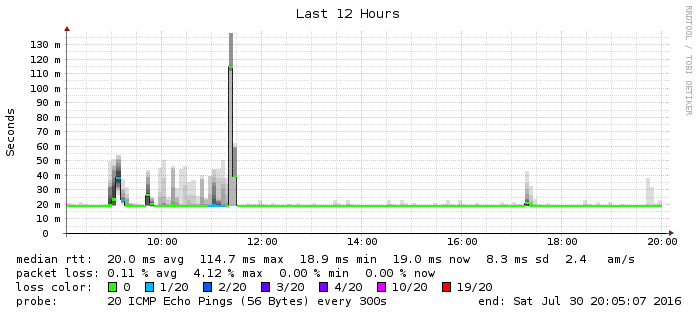 Last 12 Hours
RRDTOOL / TOBI OETIKER
Seconds
130 m
120 m
110 m
100 m
90 m
80 m
70 m
60 m
50 m
40 m
30 m
20 m
10 m
0
10:00 12:00 14:00 16:00 18:00 20:00
median rtt: 20.0 ms avg 114.7 ms max 18.9 ms min 19.0 ms now 8.3 ms sd 2.4 am/s
packet loss: 0.11 % avg 4.12 % max 0.00 % min 0.00 % now
loss color: 0 1/20 2/20 3/20 4/20 10/20 19/20
probe: 20 ICMP Echo Pings (56 Bytes) every 300s end: Sat Jul 30 20:05:07 2016